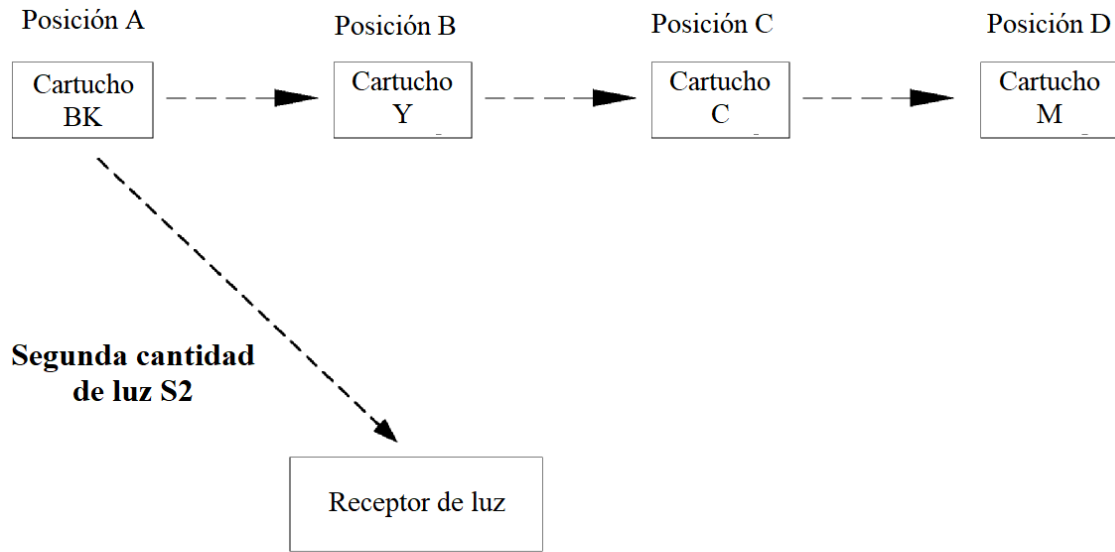 Posición A
Posición B
Posición C
Posición D
Cartucho
BK
Cartucho
Y
Cartucho
C
Cartucho
M
Segunda cantidad
de luz S2
Receptor de luz